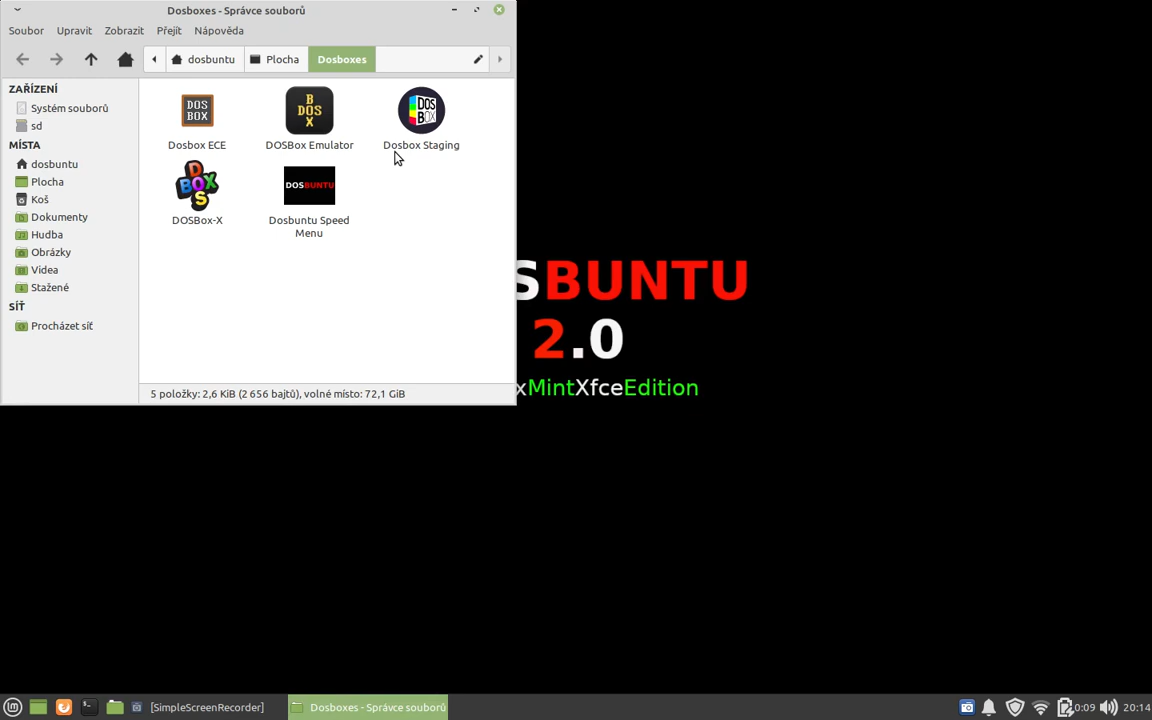 Dosboxes - Správce souborů
Soubor Upravit Zobrazit Přejít Nápověda
dosbuntu Plocha Dosboxes
ZAŘÍZENÍ
Systém souborů
sd
MÍSTA
dosbuntu
Plocha
Koš
Dokumenty
Hudba
Obrázky
Videa
Stažené
SÍŤ
Procházet síť
DOS BOX
Dosbox ECE
B DOS X
DOSBox Emulator
DOS BOX
Dosbox Staging
DOSBox-X
DOSBUNTU
Dosbuntu Speed
Menu
5 položky: 2,6 KiB (2 656 bajtů), volné místo: 72,1 GiB
SBUNTU
2.0
xMintXfceEdition
[SimpleScreenRecorder] Dosboxes - Správce souborů 0:09 20:14